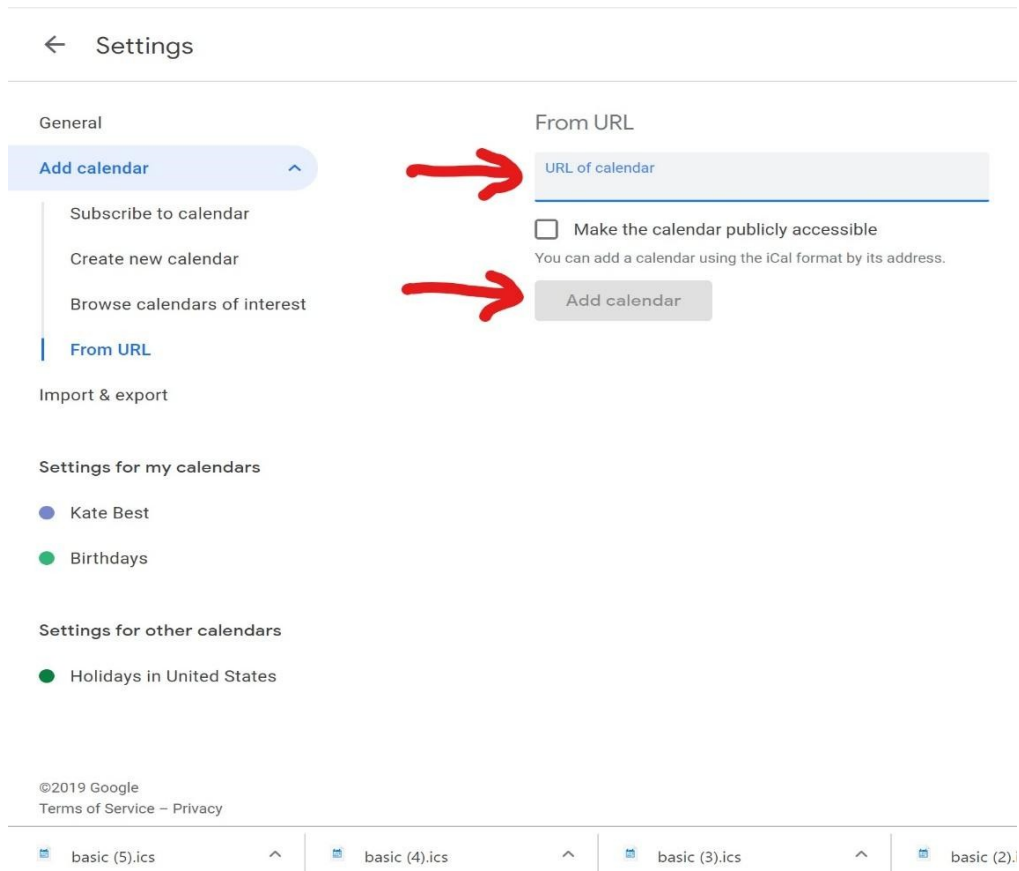 Settings
General
Add calendar
Subscribe to calendar
Create new calendar
Browse calendars of interest
From URL
Import & export
Settings for my calendars
Kate Best
Birthdays
Settings for other calendars
Holidays in United States
©2019 Google
Terms of Service – Privacy
From URL
URL of calendar
Make the calendar publicly accessible
You can add a calendar using the iCal format by its address.
Add calendar
basic (5).ics
basic (4).ics
basic (3).ics
basic (2).i